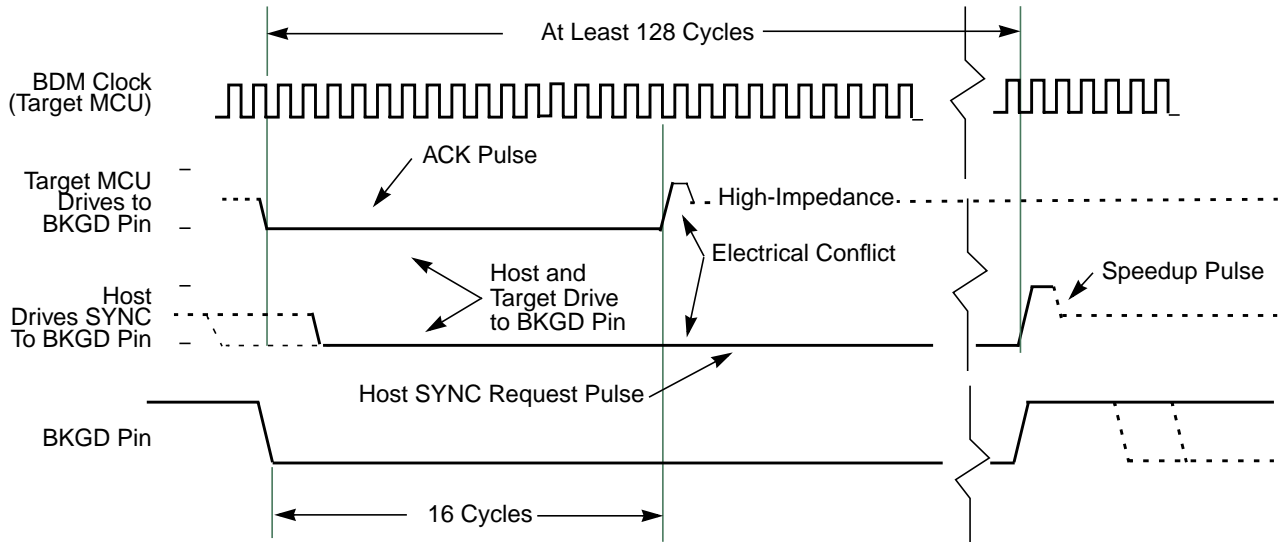 At Least 128 Cycles
BDM Clock
(Target MCU)
ACK Pulse
Target MCU
Drives to
BKGD Pin
High-Impedance
Electrical Conflict
Host and
Target Drive
to BKGD Pin
Speedup Pulse
Host
Drives SYNC
To BKGD Pin
Host SYNC Request Pulse
BKGD Pin
16 Cycles